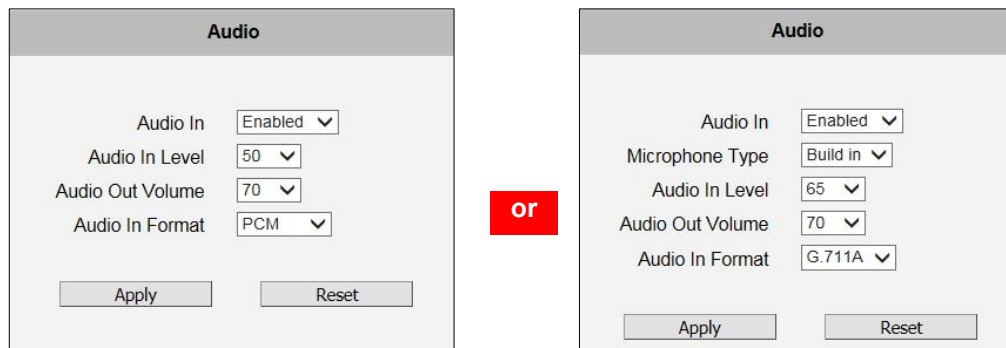 Audio
Audio In Enabled
Audio In Level 50
Audio Out Volume 70
Audio In Format PCM
Apply Reset
or
Audio
Audio In Enabled
Microphone Type Build in
Audio In Level 65
Audio Out Volume 70
Audio In Format G.711A
Apply Reset